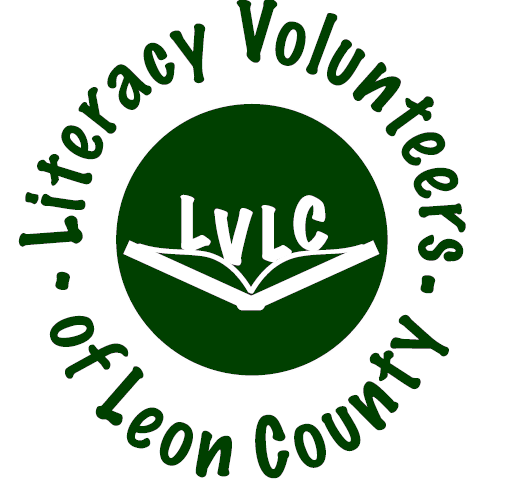 Literacy Volunteers
LVLC
- of Leon County -